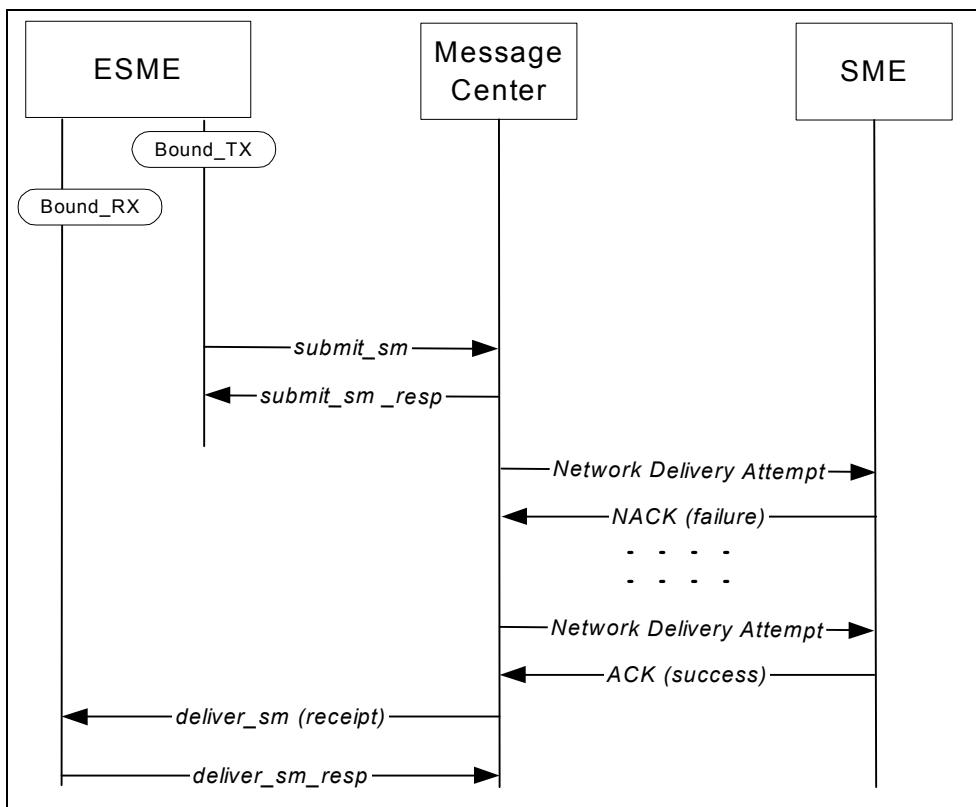 ESME
Message
Center
SME
Bound_TX
Bound_RX
submit_sm
submit_sm _resp
Network Delivery Attempt
NACK (failure)
- - - -
- - - -
Network Delivery Attempt
ACK (success)
deliver_sm (receipt)
deliver_sm_resp